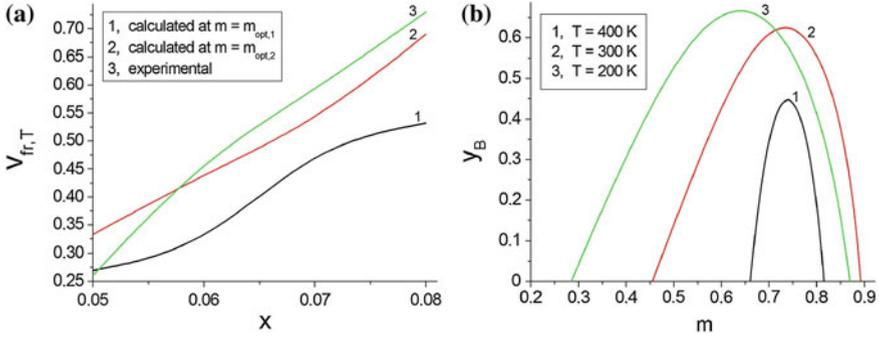 (a)
1, calculated at m = m_opt,1
2, calculated at m = m_opt,2
3, experimental
3
2
1
V_fr,T
0.70
0.65
0.60
0.55
0.50
0.45
0.40
0.35
0.30
0.25
0.05
0.06
0.07
0.08
x
(b)
1, T = 400 K
2, T = 300 K
3, T = 200 K
3
2
1
y_B
0.6
0.5
0.4
0.3
0.2
0.1
0
0.2
0.3
0.4
0.5
0.6
0.7
0.8
0.9
m